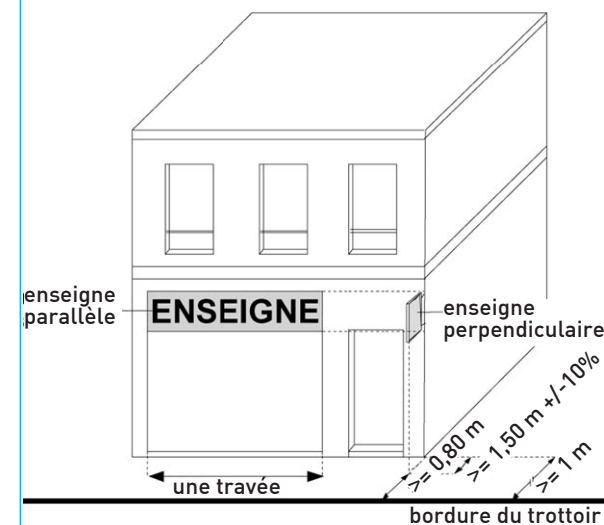 enseigne
parallèle
ENSEIGNE
enseigne
perpendiculaire
>= 0,80 m
>= 1,50 m +/-10%
>= 1 m
une travée
bordure du trottoir